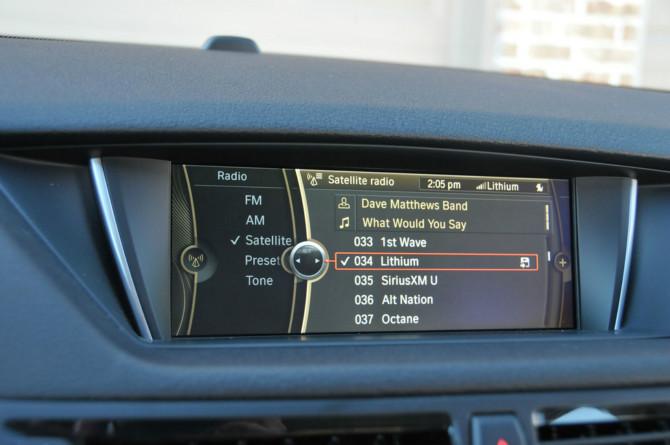 Radio
FM
AM
Satellite
Preset
Tone
Satellite radio 2:05 pm Lithium
Dave Matthews Band
What Would You Say
033 1st Wave
034 Lithium
035 SiriusXM U
036 Alt Nation
037 Octane